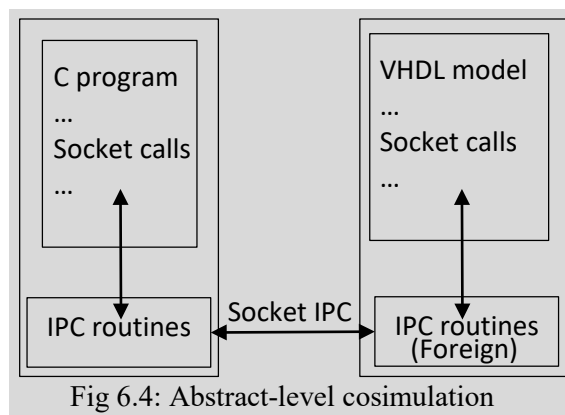 C program
...
Socket calls
...
IPC routines
Socket IPC
VHDL model
...
Socket calls
...
IPC routines
(Foreign)
Fig 6.4: Abstract-level cosimulation